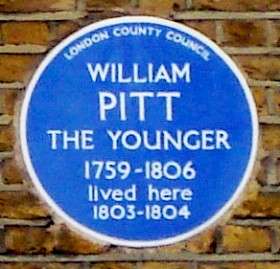 LONDON COUNTY COUNCIL
WILLIAM
PITT
THE YOUNGER
1759-1806
lived here
1803-1804